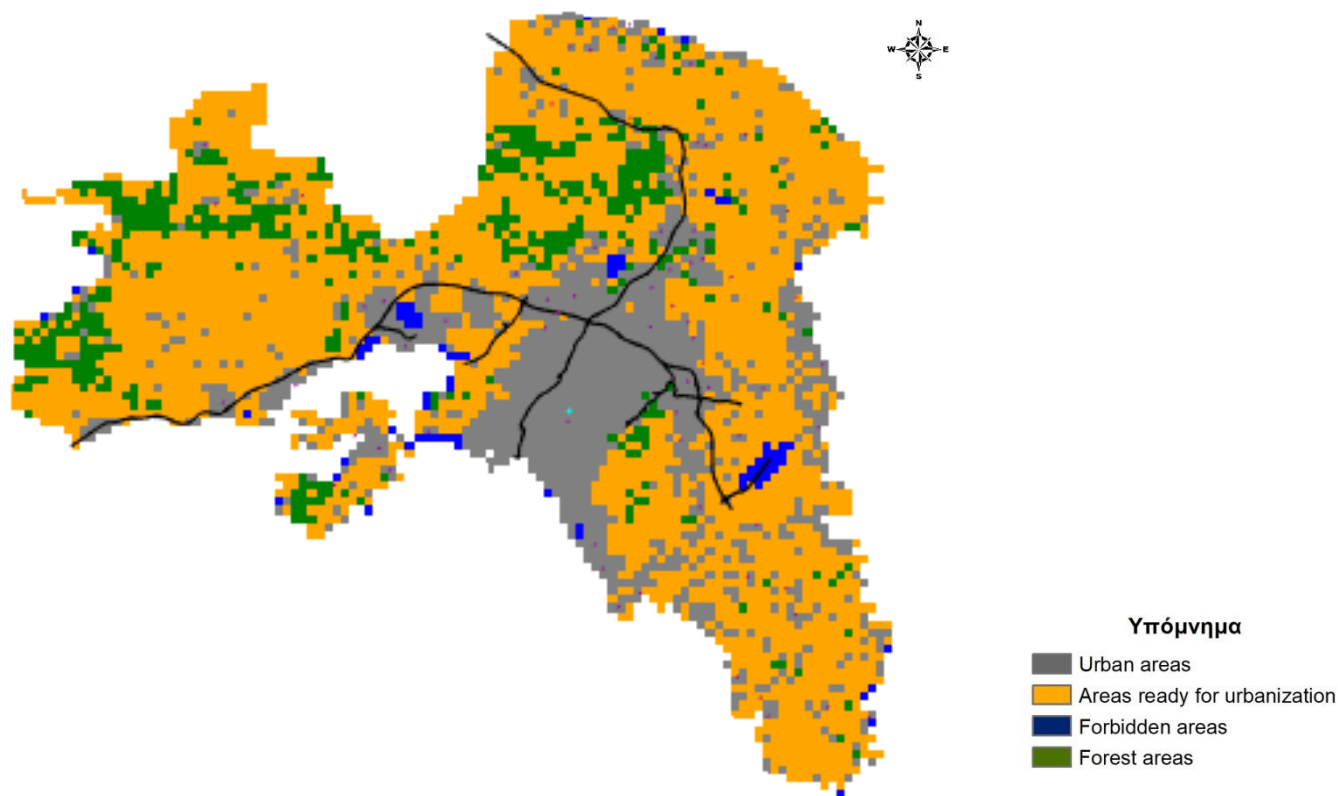 N
W E
S
Υπόμνημα
Urban areas
Areas ready for urbanization
Forbidden areas
Forest areas